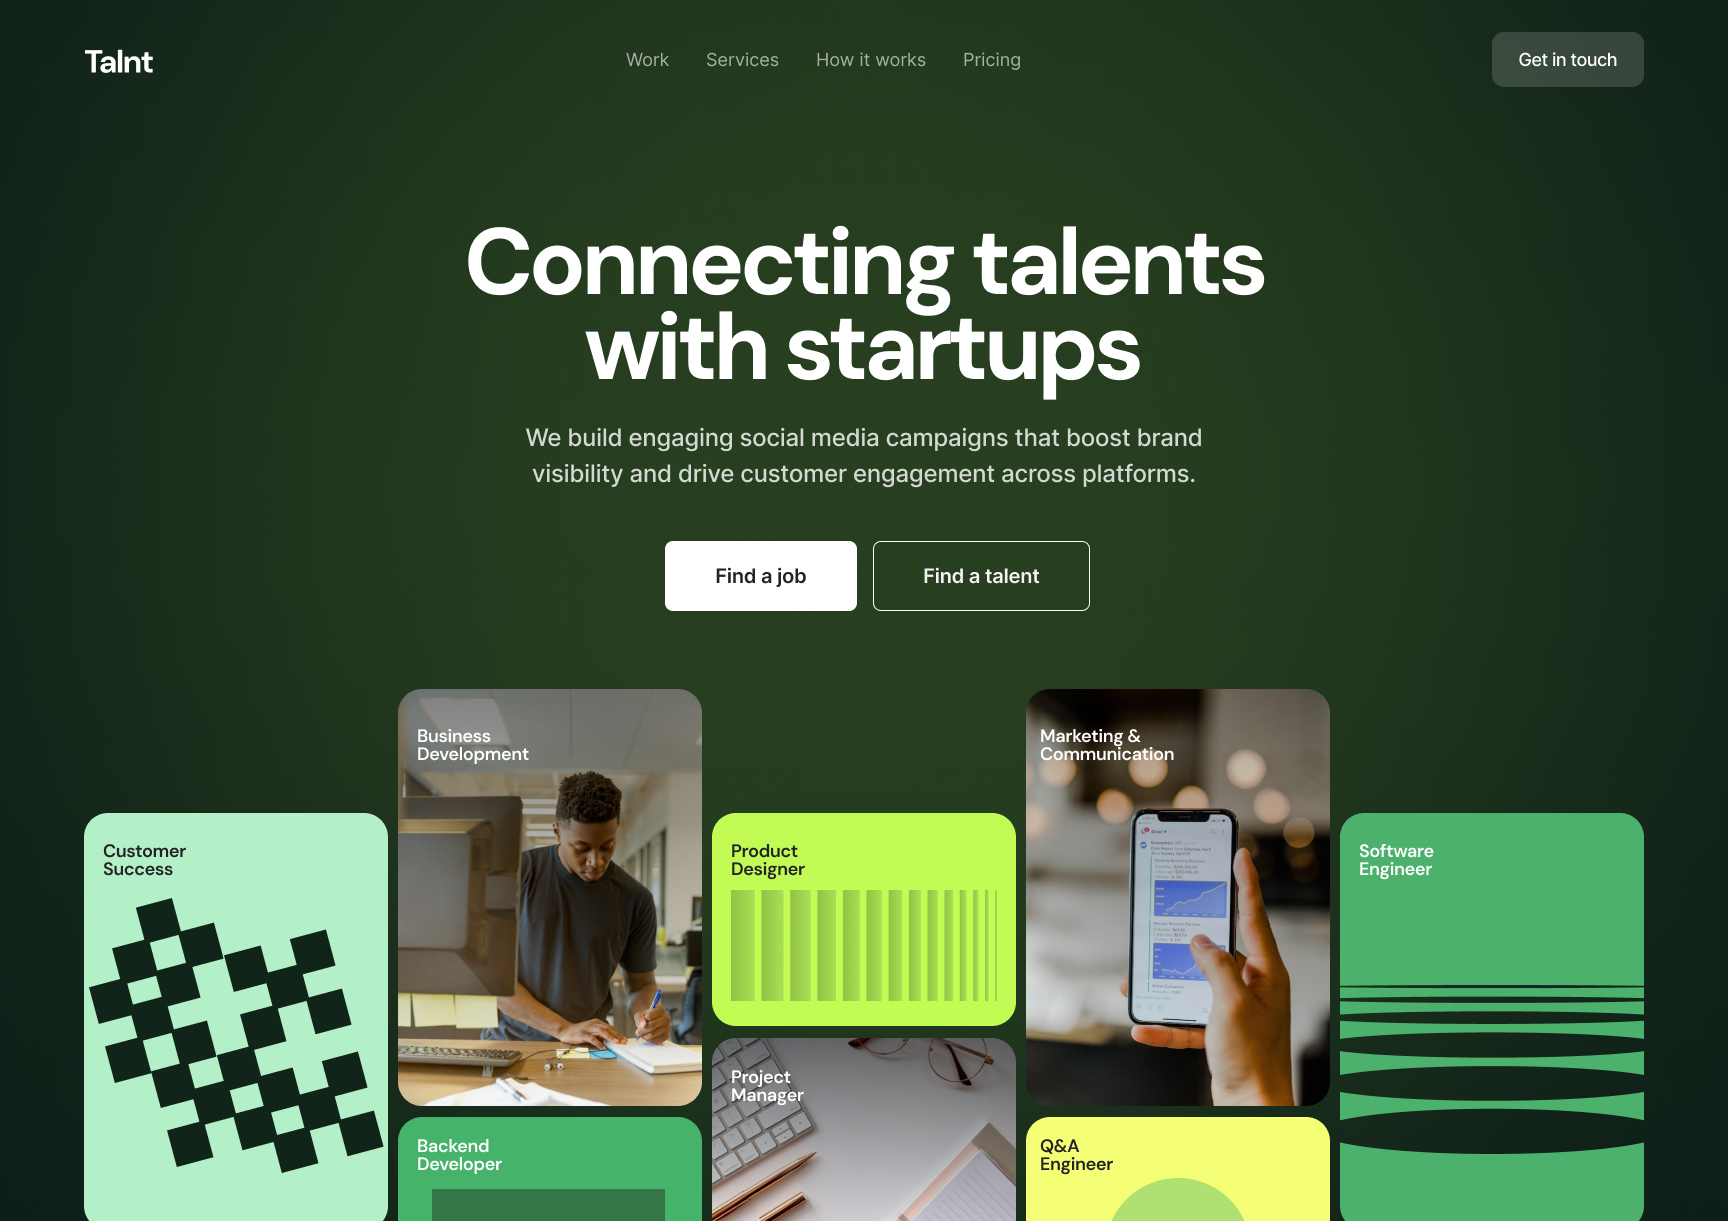 Talnt
Work
Services
How it works
Pricing
Get in touch
Connecting talents
with startups
We build engaging social media campaigns that boost brand
visibility and drive customer engagement across platforms.
Find a job
Find a talent
Customer
Success
Business
Development
Backend
Developer
Product
Designer
Project
Manager
Marketing &
Communication
Q&A
Engineer
Software
Engineer